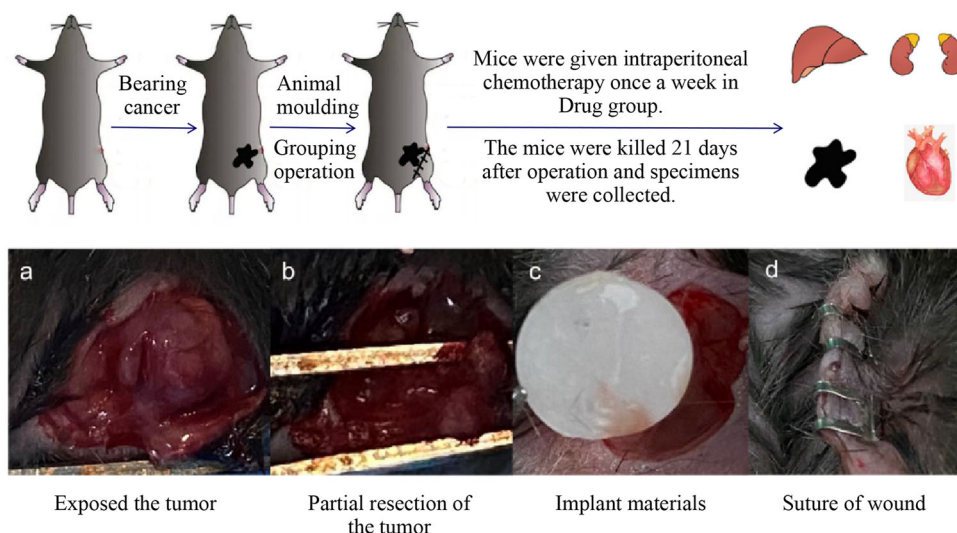 Bearing
cancer
Animal
moulding
Grouping
operation
Mice were given intraperitoneal
chemotherapy once a week in
Drug group.
The mice were killed 21 days
after operation and specimens
were collected.
a
b
c
d
Exposed the tumor
Partial resection of
the tumor
Implant materials
Suture of wound